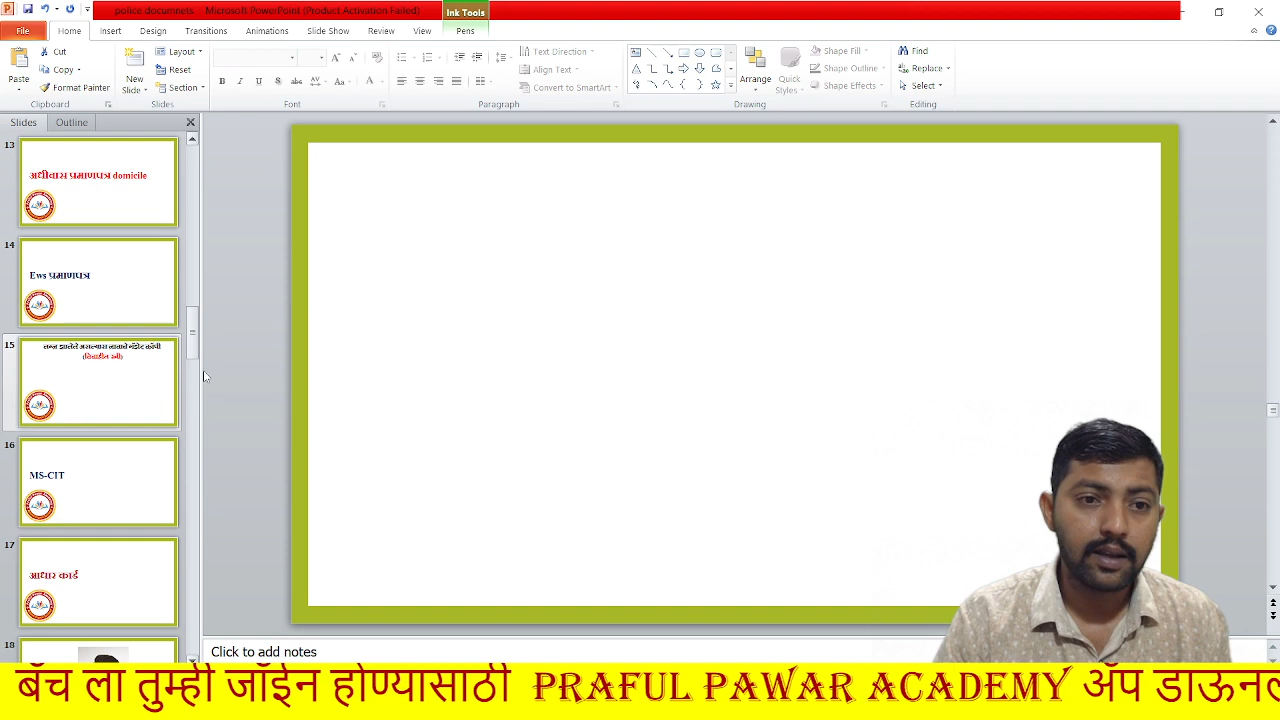 police documnets - Microsoft PowerPoint (Product Activation Failed)
Ink Tools
File Home Insert Design Transitions Animations Slide Show Review View Pens
Paste
Cut
Copy
Format Painter
Clipboard
New Slide
Layout
Reset
Section
Slides
Font
Text Direction
Align Text
Convert to SmartArt
Paragraph
Arrange
Quick Styles
Shape Fill
Shape Outline
Shape Effects
Drawing
Find
Replace
Select
Editing
Slides Outline
13
अधीवास प्रमाणपत्र domicile
14
Ews प्रमाणपत्र
15
लग्न झालेले असल्यास नावाचे गॅझेट कॉपी
(विवाहीत स्त्री)
16
MS-CIT
17
आधार कार्ड
18
Click to add notes
बॅच ला तुम्ही जॉईन होण्यासाठी PRAFUL PAWAR ACADEMY ॲप डाऊनल